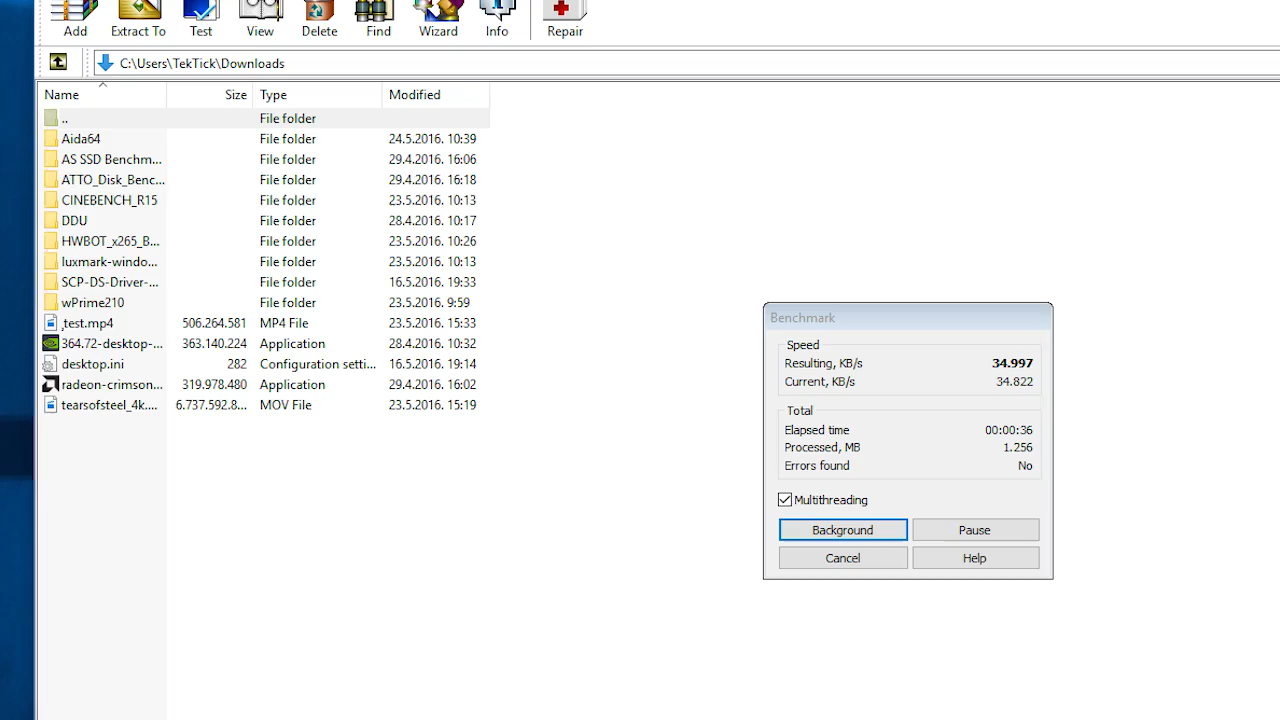 Add Extract To Test View Delete Find Wizard Info Repair
C:\Users\TekTick\Downloads
Name Size Type Modified
.. File folder
Aida64 File folder 24.5.2016. 10:39
AS SSD Benchm... File folder 29.4.2016. 16:06
ATTO_Disk_Benc... File folder 29.4.2016. 16:18
CINEBENCH_R15 File folder 23.5.2016. 10:13
DDU File folder 28.4.2016. 10:17
HWBOT_x265_B... File folder 23.5.2016. 10:26
luxmark-windo... File folder 23.5.2016. 10:13
SCP-DS-Driver-... File folder 16.5.2016. 19:33
wPrime210 File folder 23.5.2016. 9:59
_test.mp4 506.264.581 MP4 File 23.5.2016. 15:33
364.72-desktop-... 363.140.224 Application 28.4.2016. 10:32
desktop.ini 282 Configuration setti... 16.5.2016. 19:14
radeon-crimson... 319.978.480 Application 29.4.2016. 16:02
tearsofsteel_4k.... 6.737.592.8... MOV File 23.5.2016. 15:19
Benchmark
Speed
Resulting, KB/s 34.997
Current, KB/s 34.822
Total
Elapsed time 00:00:36
Processed, MB 1.256
Errors found No
Multithreading
Background Pause
Cancel Help